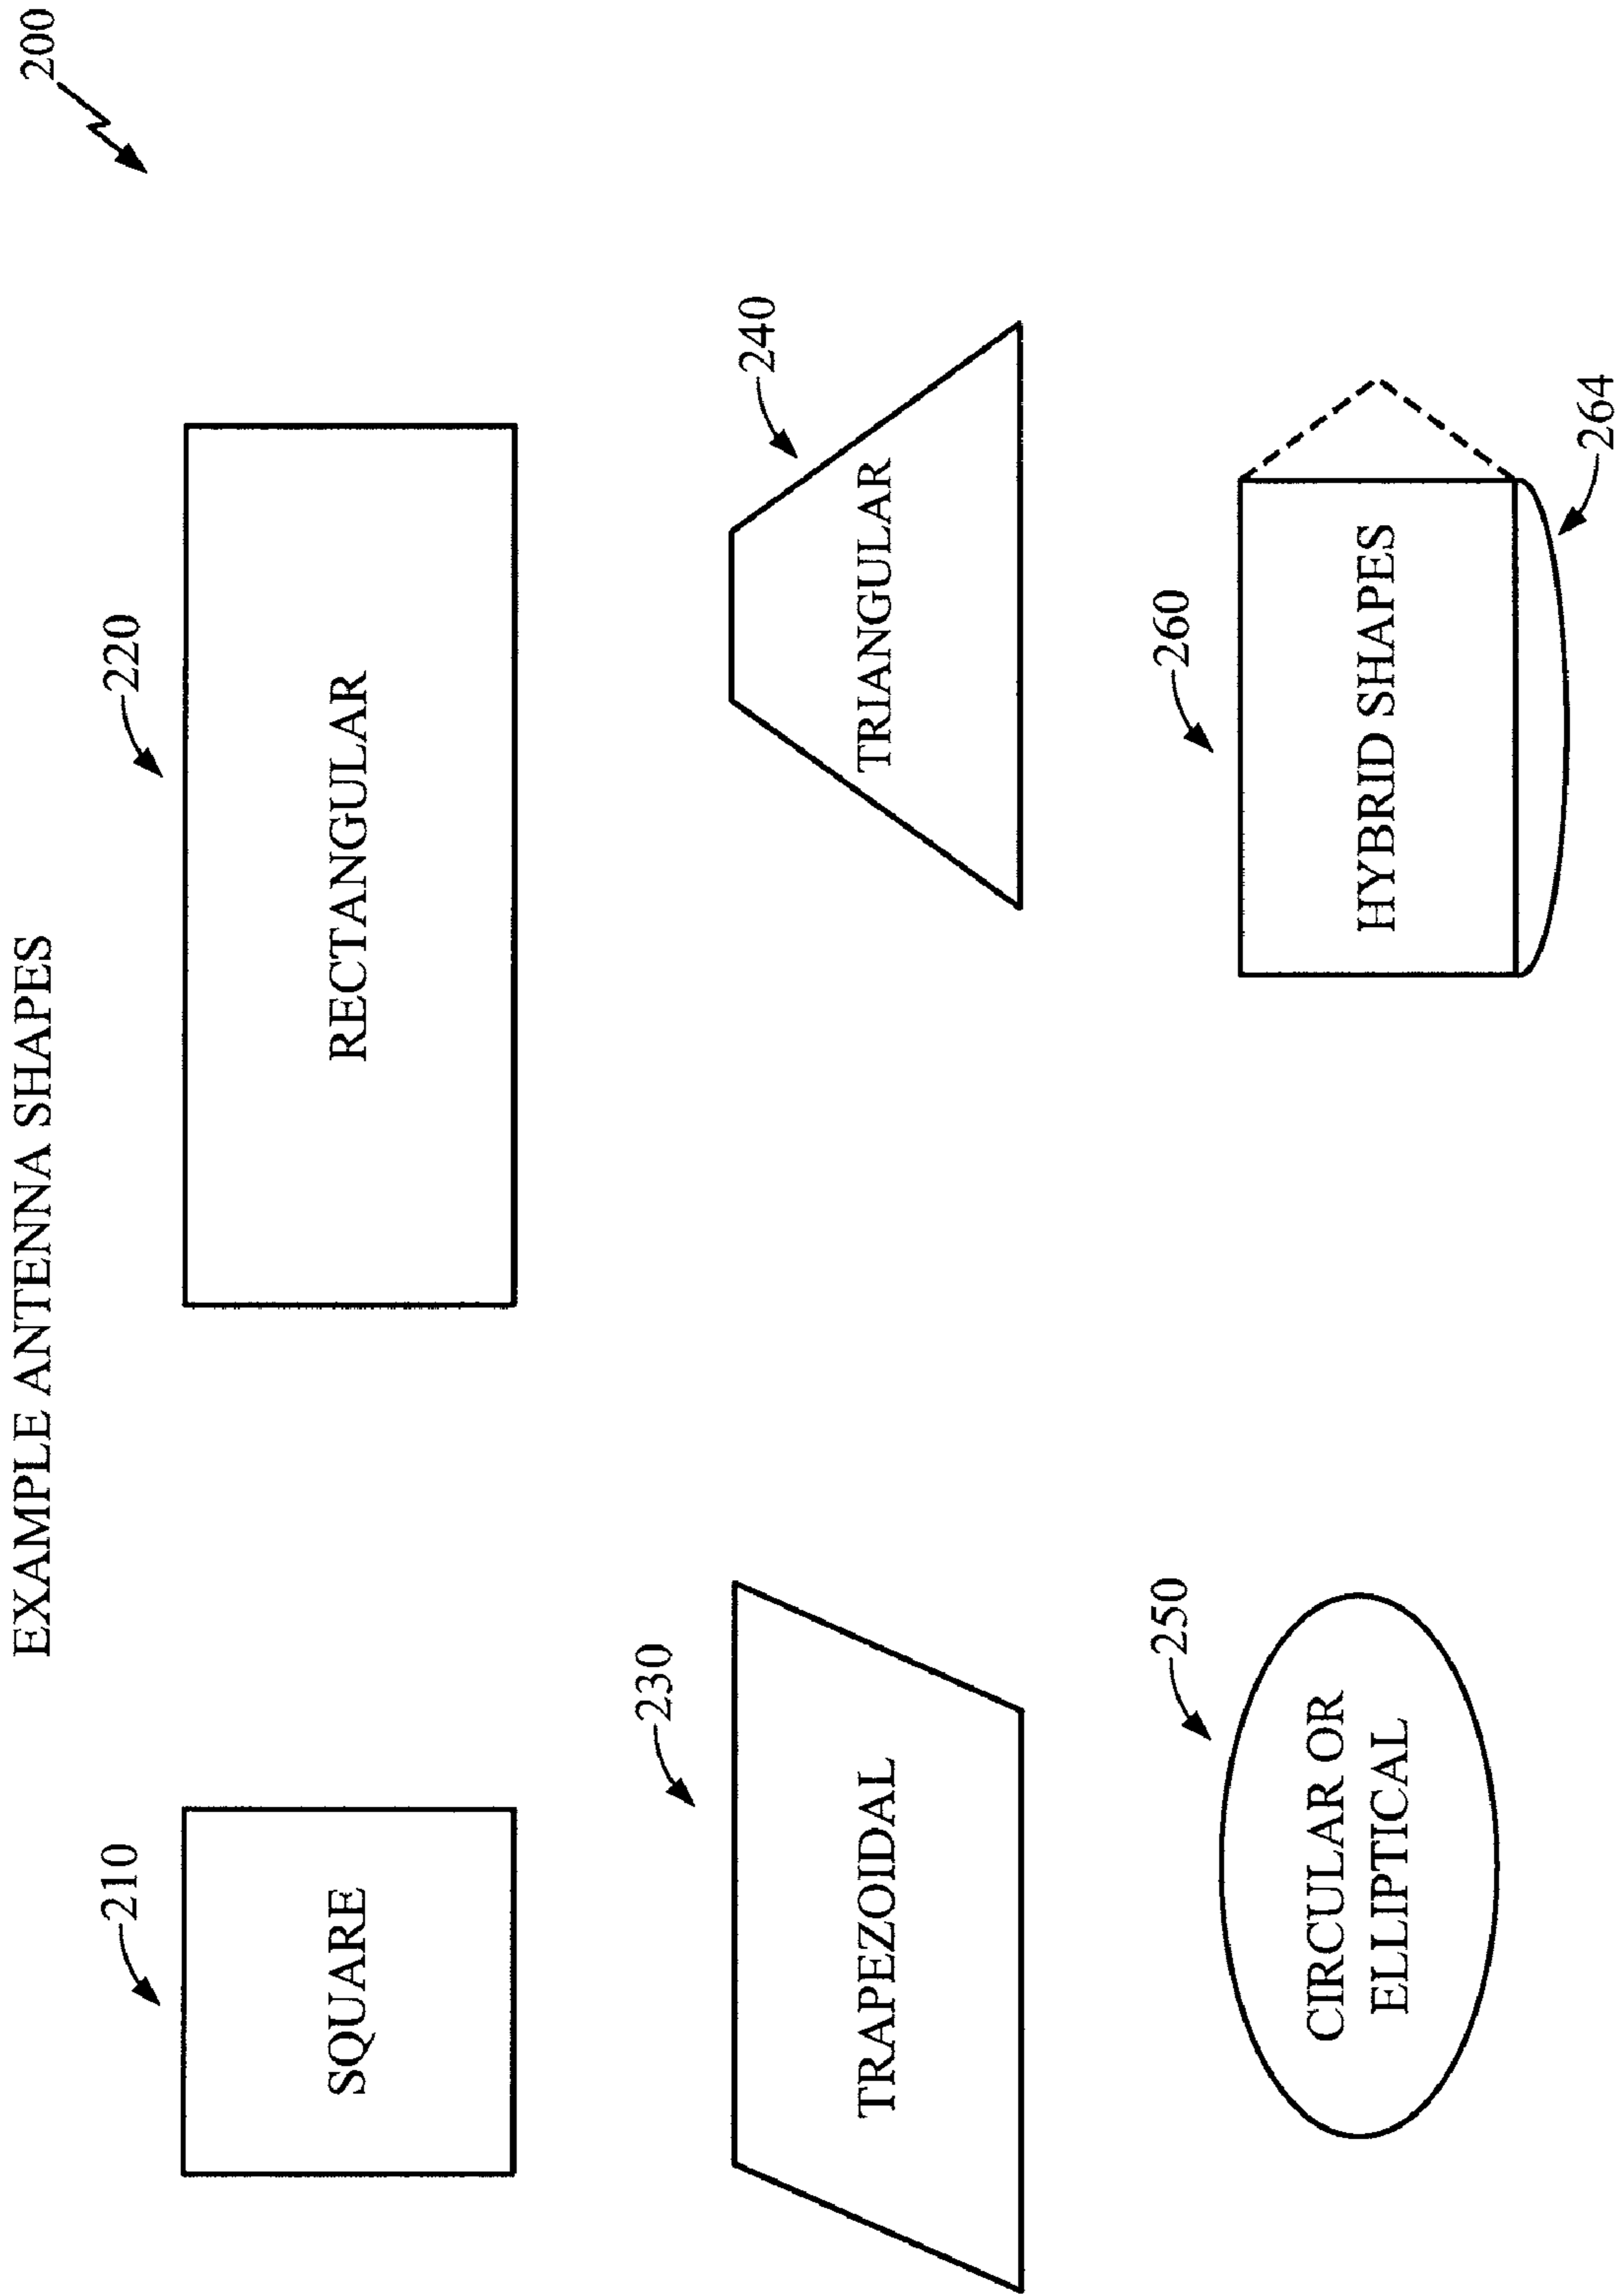 EXAMPLE ANTENNA SHAPES
200
210
220
SQUARE
RECTANGULAR
230
240
TRAPEZOIDAL
TRIANGULAR
250
260
CIRCULAR OR
ELLIPTICAL
HYBRID SHAPES
264